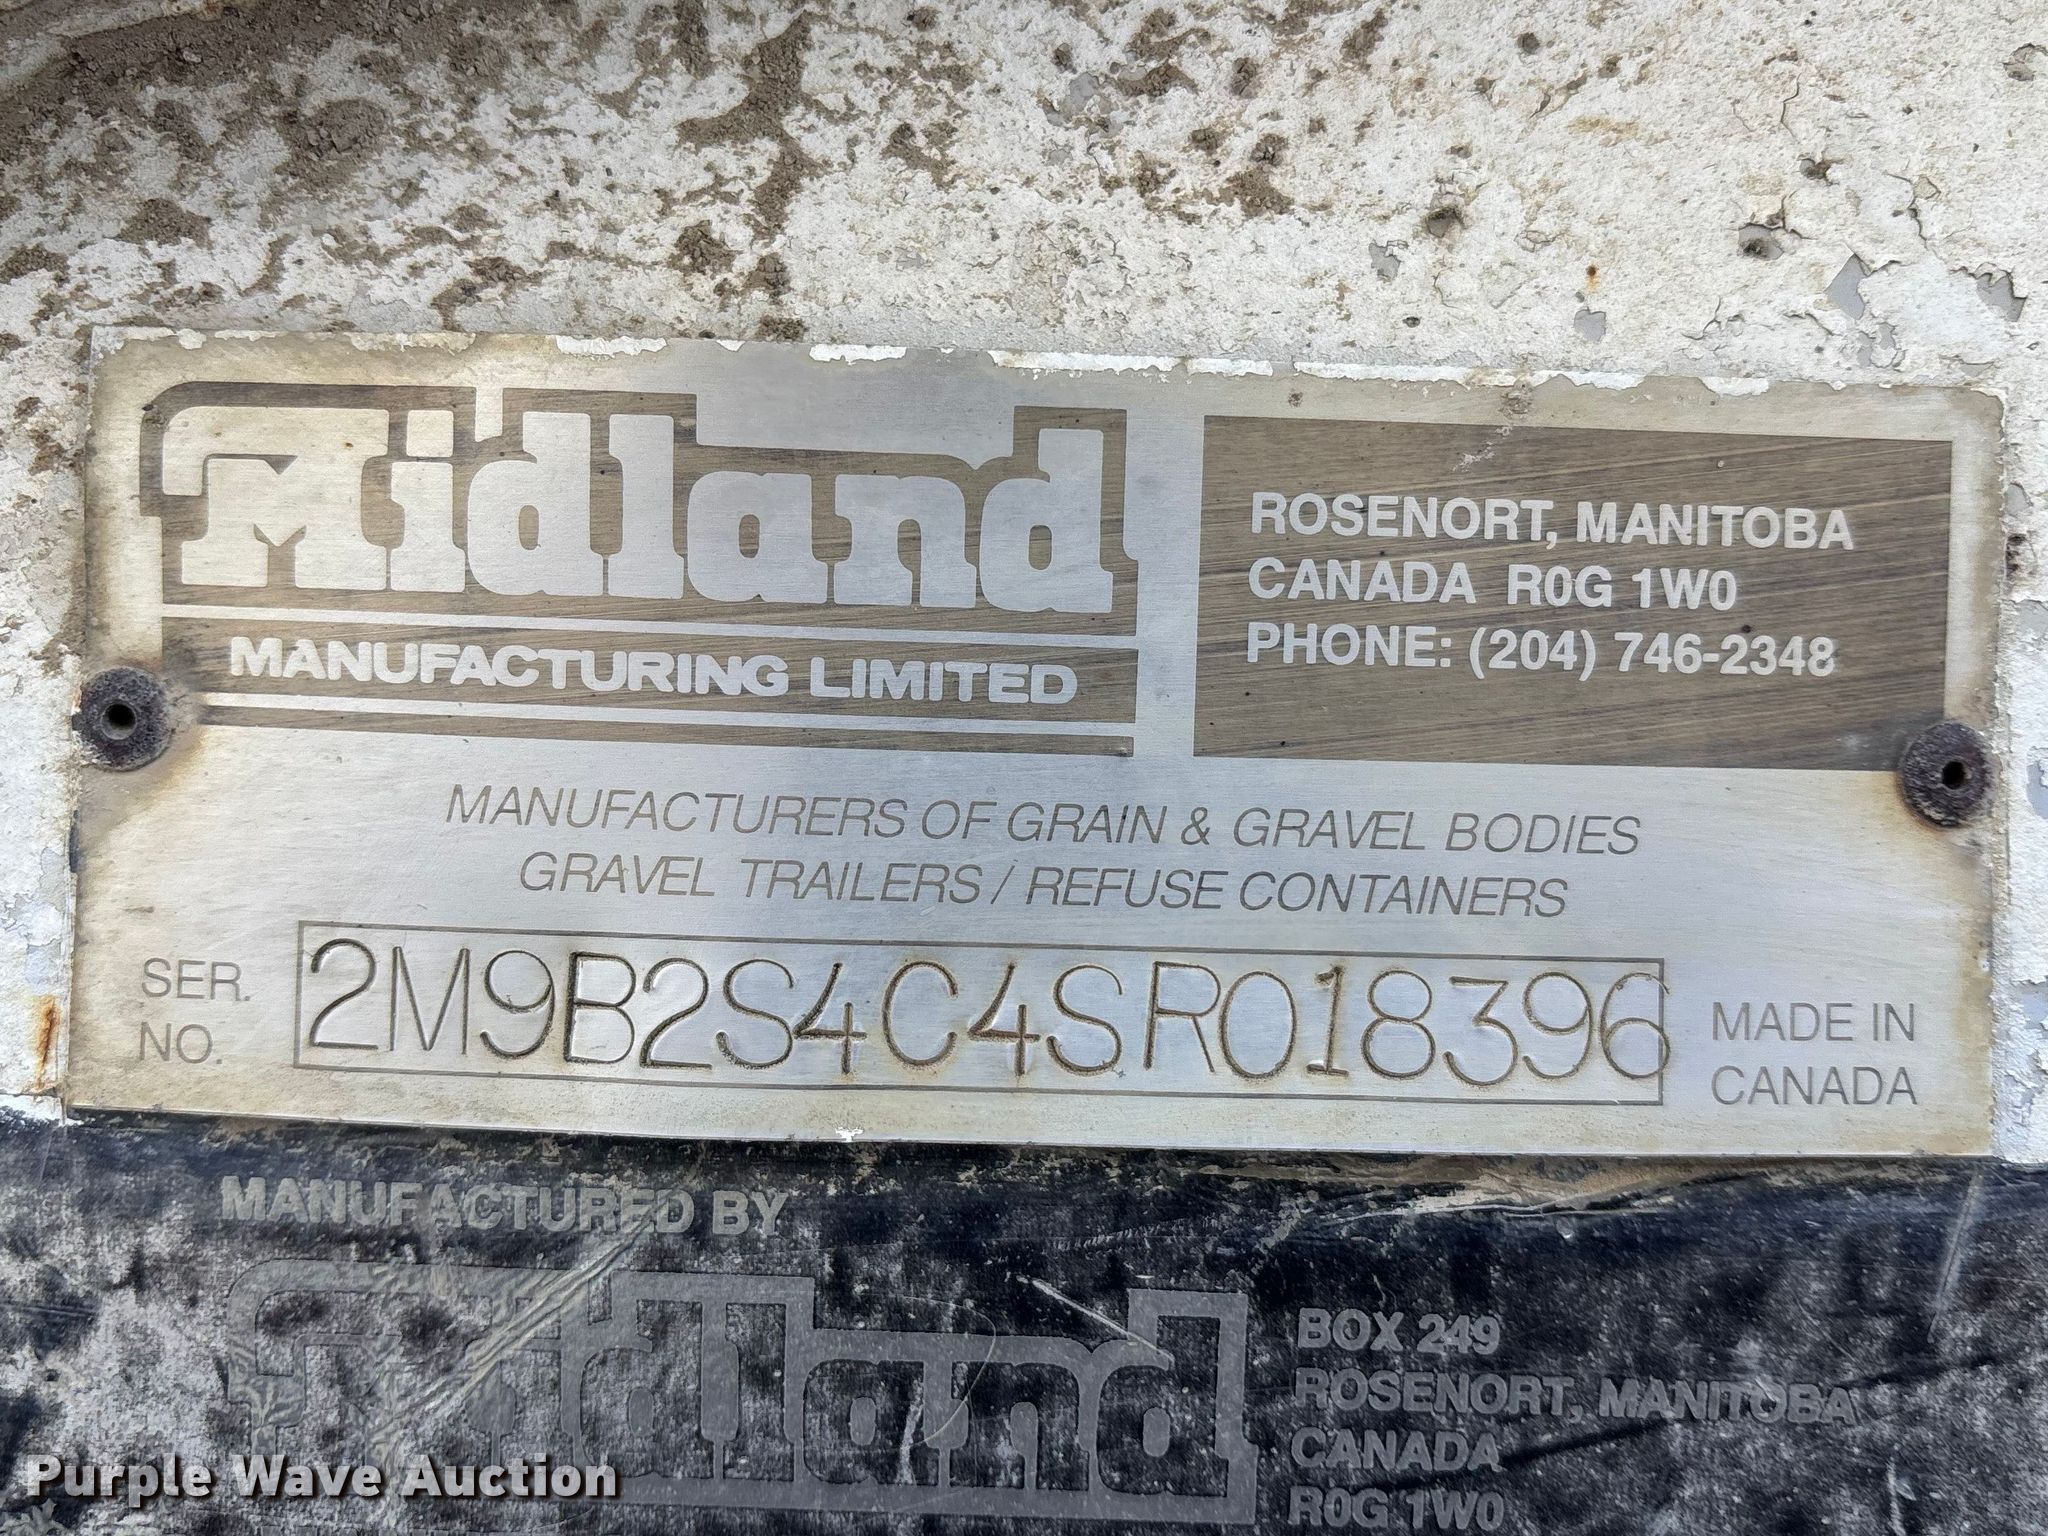 Midland
MANUFACTURING LIMITED
ROSENORT, MANITOBA
CANADA R0G 1W0
PHONE: (204) 746-2348
MANUFACTURERS OF GRAIN & GRAVEL BODIES
GRAVEL TRAILERS / REFUSE CONTAINERS
SER.
NO.
2M9B2S4C4SR018396
MADE IN
CANADA
MANUFACTURED BY
Midland
BOX 249
ROSENORT, MANITOBA
CANADA
R0G 1W0
Purple Wave Auction